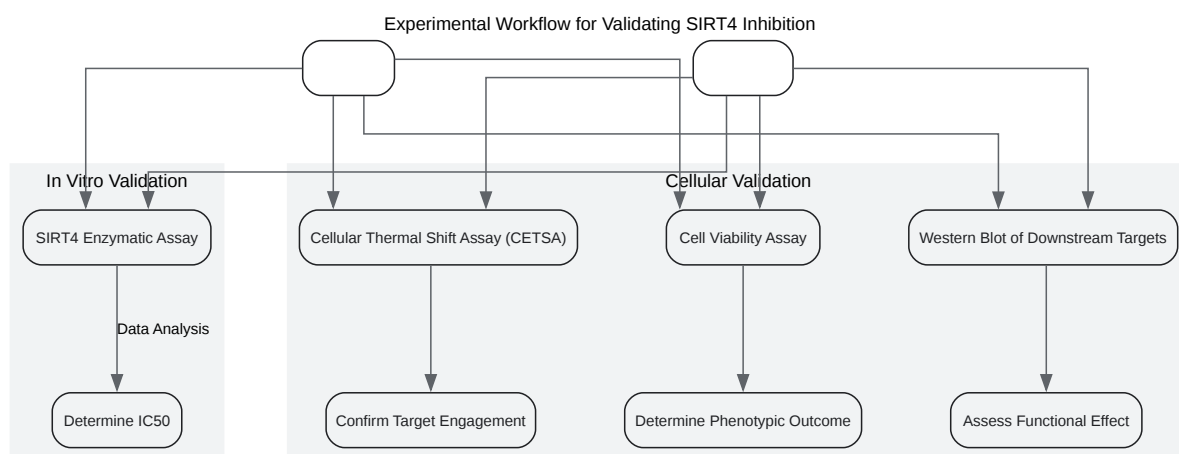 Experimental Workflow for Validating SIRT4 Inhibition
In Vitro Validation
Cellular Validation
SIRT4 Enzymatic Assay
Cellular Thermal Shift Assay (CETSA)
Cell Viability Assay
Western Blot of Downstream Targets
Data Analysis
Determine IC50
Confirm Target Engagement
Determine Phenotypic Outcome
Assess Functional Effect